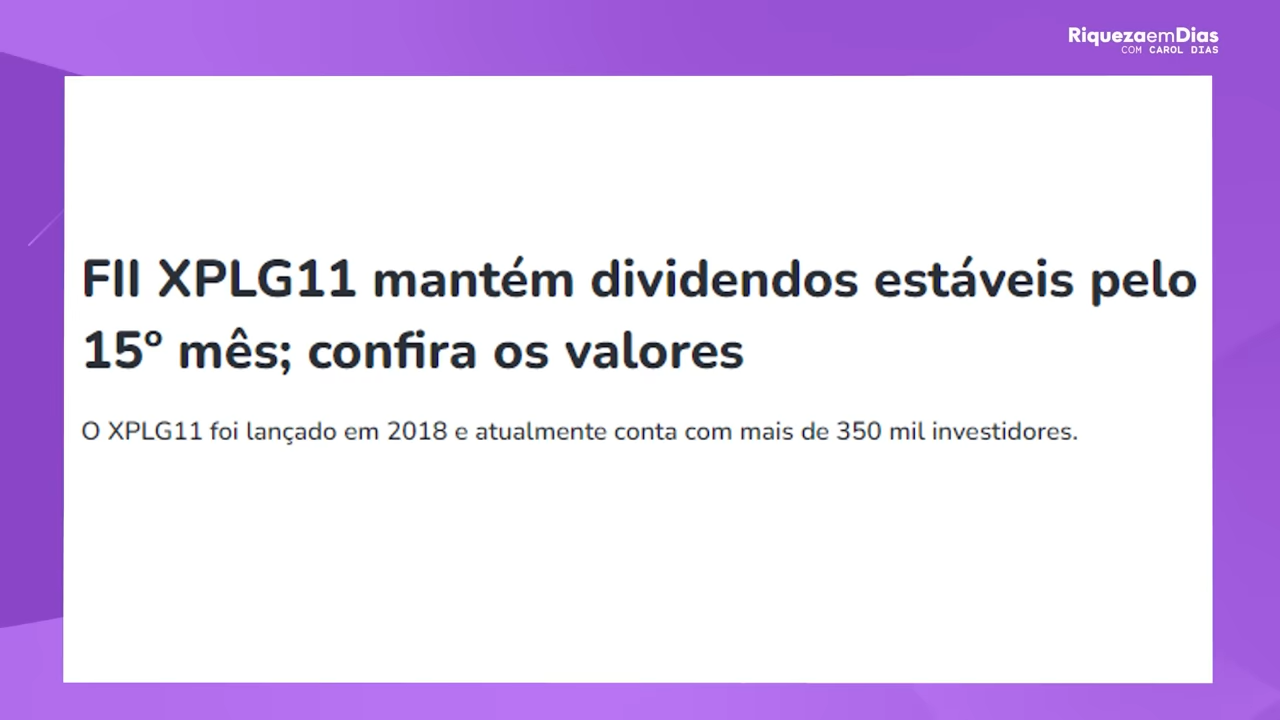 RiquezaemDias
COM CAROL DIAS
FII XPLG11 mantém dividendos estáveis pelo
15º mês; confira os valores
O XPLG11 foi lançado em 2018 e atualmente conta com mais de 350 mil investidores.